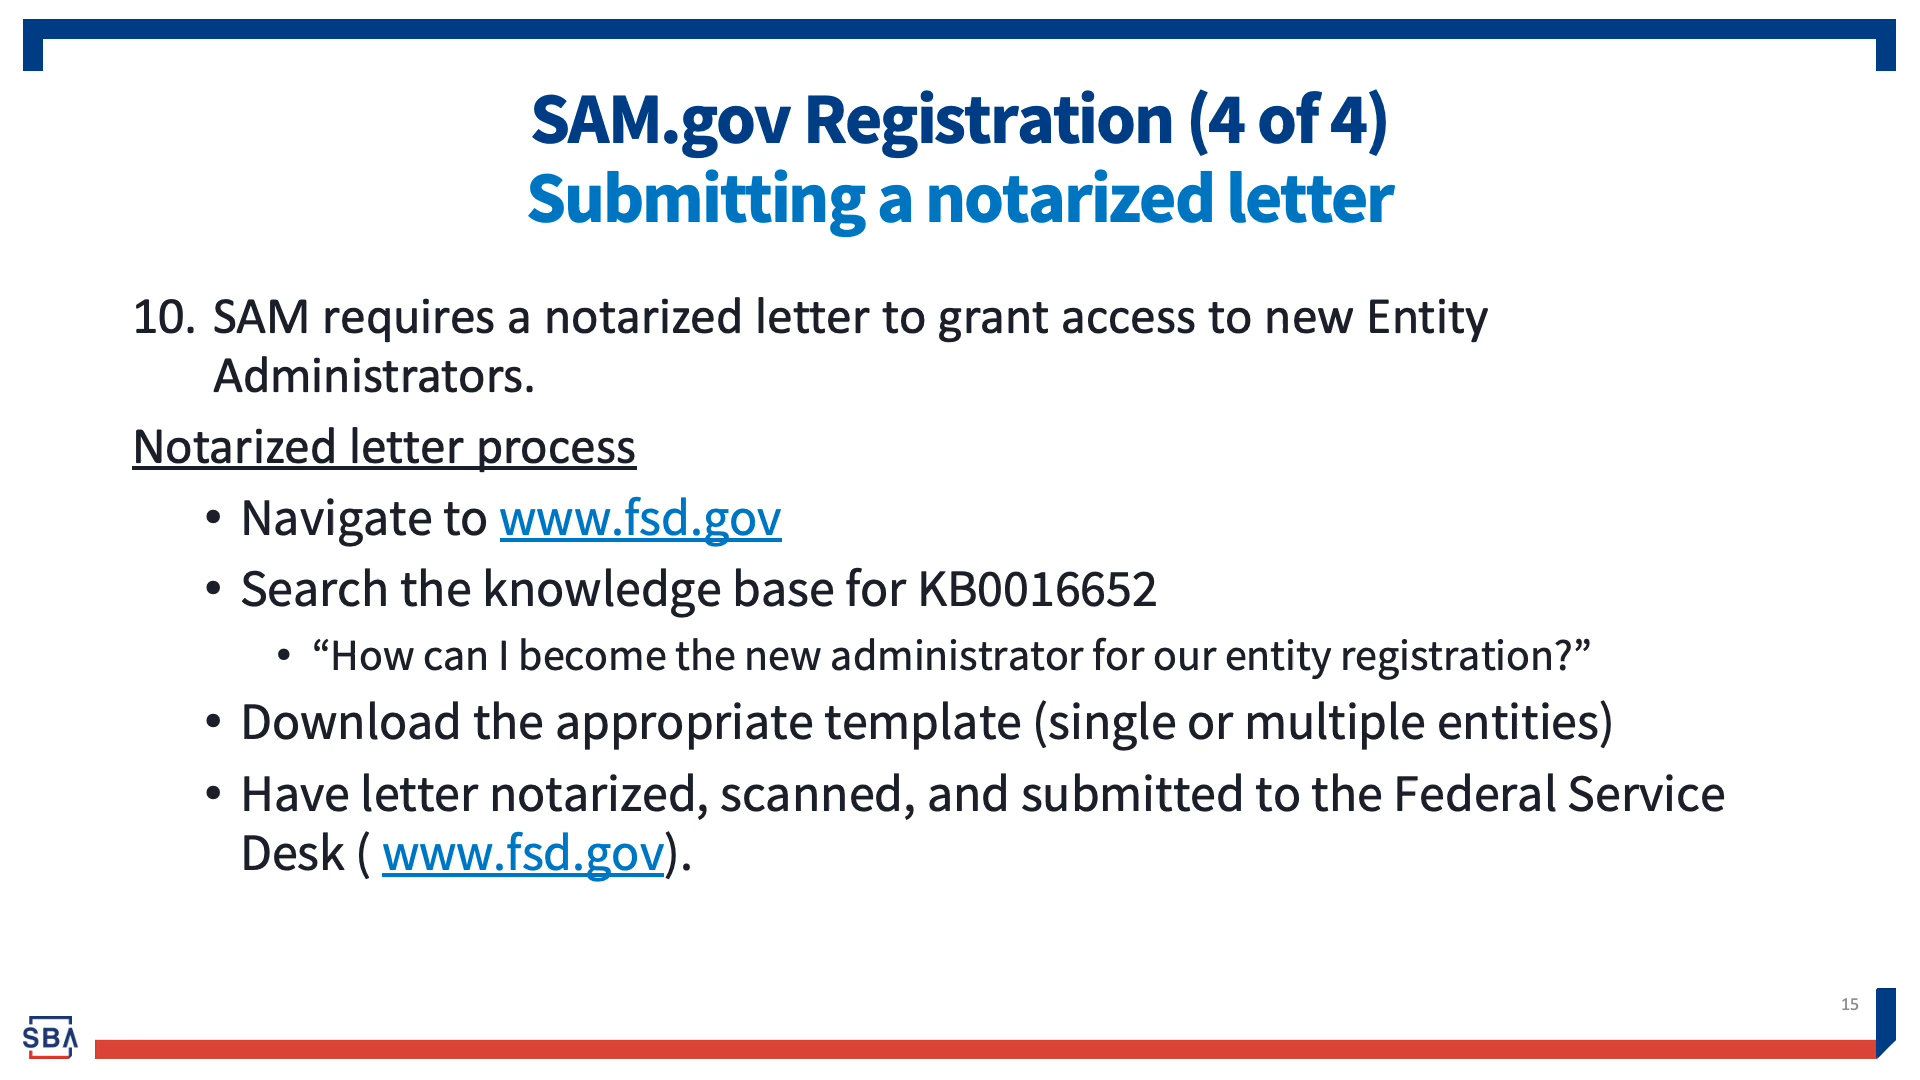 SAM.gov Registration (4 of 4)
Submitting a notarized letter
10. SAM requires a notarized letter to grant access to new Entity
Administrators.
Notarized letter process
• Navigate to www.fsd.gov
• Search the knowledge base for KB0016652
• “How can I become the new administrator for our entity registration?”
• Download the appropriate template (single or multiple entities)
• Have letter notarized, scanned, and submitted to the Federal Service
Desk ( www.fsd.gov).
15
SBA